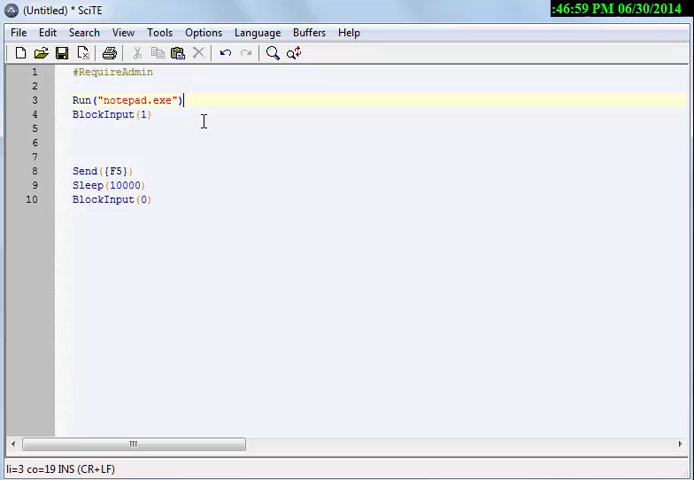 (Untitled) * SciTE
:46:59 PM 06/30/2014
File Edit Search View Tools Options Language Buffers Help
1 #RequireAdmin
2
3 Run("notepad.exe")
4 BlockInput(1)
5
6
7
8 Send({F5})
9 Sleep(10000)
10 BlockInput(0)
li=3 co=19 INS (CR+LF)